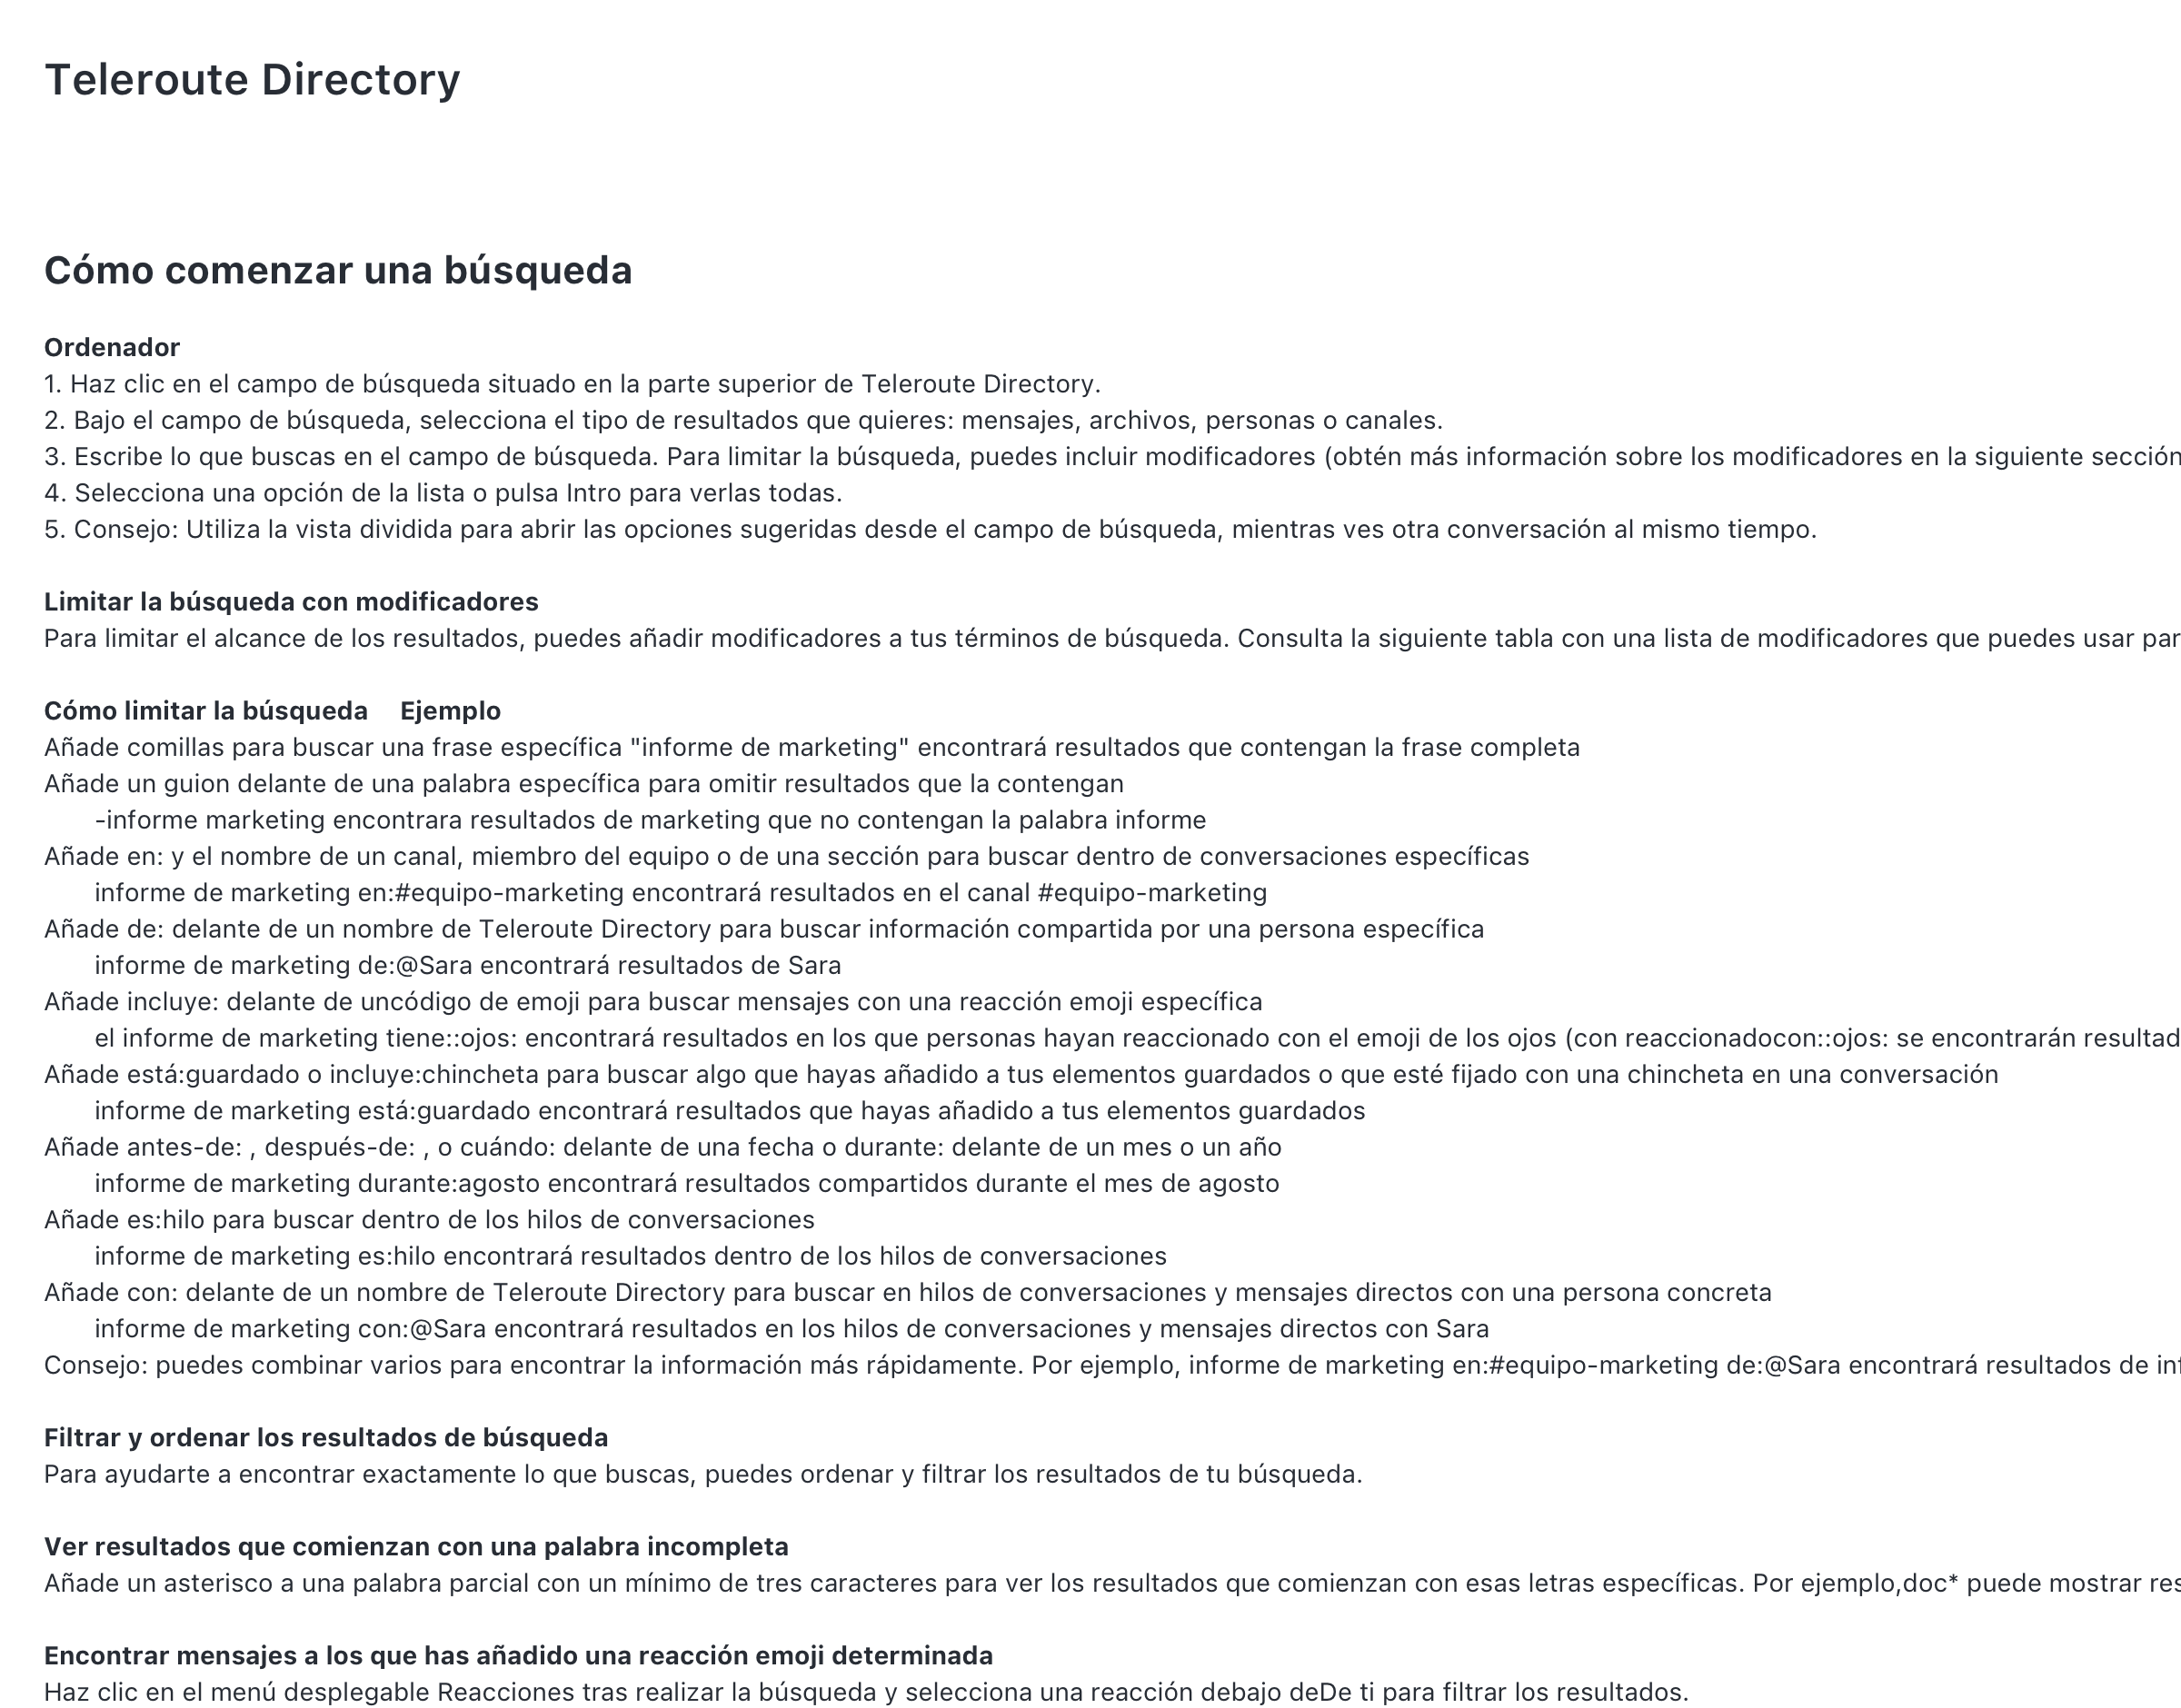 Teleroute Directory
Cómo comenzar una búsqueda
Ordenador
1. Haz clic en el campo de búsqueda situado en la parte superior de Teleroute Directory.
2. Bajo el campo de búsqueda, selecciona el tipo de resultados que quieres: mensajes, archivos, personas o canales.
3. Escribe lo que buscas en el campo de búsqueda. Para limitar la búsqueda, puedes incluir modificadores (obtén más información sobre los modificadores en la siguiente sección
4. Selecciona una opción de la lista o pulsa Intro para verlas todas.
5. Consejo: Utiliza la vista dividida para abrir las opciones sugeridas desde el campo de búsqueda, mientras ves otra conversación al mismo tiempo.
Limitar la búsqueda con modificadores
Para limitar el alcance de los resultados, puedes añadir modificadores a tus términos de búsqueda. Consulta la siguiente tabla con una lista de modificadores que puedes usar par
Cómo limitar la búsqueda Ejemplo
Añade comillas para buscar una frase específica "informe de marketing" encontrará resultados que contengan la frase completa
Añade un guion delante de una palabra específica para omitir resultados que la contengan
-informe marketing encontrara resultados de marketing que no contengan la palabra informe
Añade en: y el nombre de un canal, miembro del equipo o de una sección para buscar dentro de conversaciones específicas
informe de marketing en:#equipo-marketing encontrará resultados en el canal #equipo-marketing
Añade de: delante de un nombre de Teleroute Directory para buscar información compartida por una persona específica
informe de marketing de:@Sara encontrará resultados de Sara
Añade incluye: delante de uncódigo de emoji para buscar mensajes con una reacción emoji específica
el informe de marketing tiene::ojos: encontrará resultados en los que personas hayan reaccionado con el emoji de los ojos (con reaccionadocon::ojos: se encontrarán resultad
Añade está:guardado o incluye:chincheta para buscar algo que hayas añadido a tus elementos guardados o que esté fijado con una chincheta en una conversación
informe de marketing está:guardado encontrará resultados que hayas añadido a tus elementos guardados
Añade antes-de: , después-de: , o cuándo: delante de una fecha o durante: delante de un mes o un año
informe de marketing durante:agosto encontrará resultados compartidos durante el mes de agosto
Añade es:hilo para buscar dentro de los hilos de conversaciones
informe de marketing es:hilo encontrará resultados dentro de los hilos de conversaciones
Añade con: delante de un nombre de Teleroute Directory para buscar en hilos de conversaciones y mensajes directos con una persona concreta
informe de marketing con:@Sara encontrará resultados en los hilos de conversaciones y mensajes directos con Sara
Consejo: puedes combinar varios para encontrar la información más rápidamente. Por ejemplo, informe de marketing en:#equipo-marketing de:@Sara encontrará resultados de inf
Filtrar y ordenar los resultados de búsqueda
Para ayudarte a encontrar exactamente lo que buscas, puedes ordenar y filtrar los resultados de tu búsqueda.
Ver resultados que comienzan con una palabra incompleta
Añade un asterisco a una palabra parcial con un mínimo de tres caracteres para ver los resultados que comienzan con esas letras específicas. Por ejemplo,doc* puede mostrar res
Encontrar mensajes a los que has añadido una reacción emoji determinada
Haz clic en el menú desplegable Reacciones tras realizar la búsqueda y selecciona una reacción debajo deDe ti para filtrar los resultados.